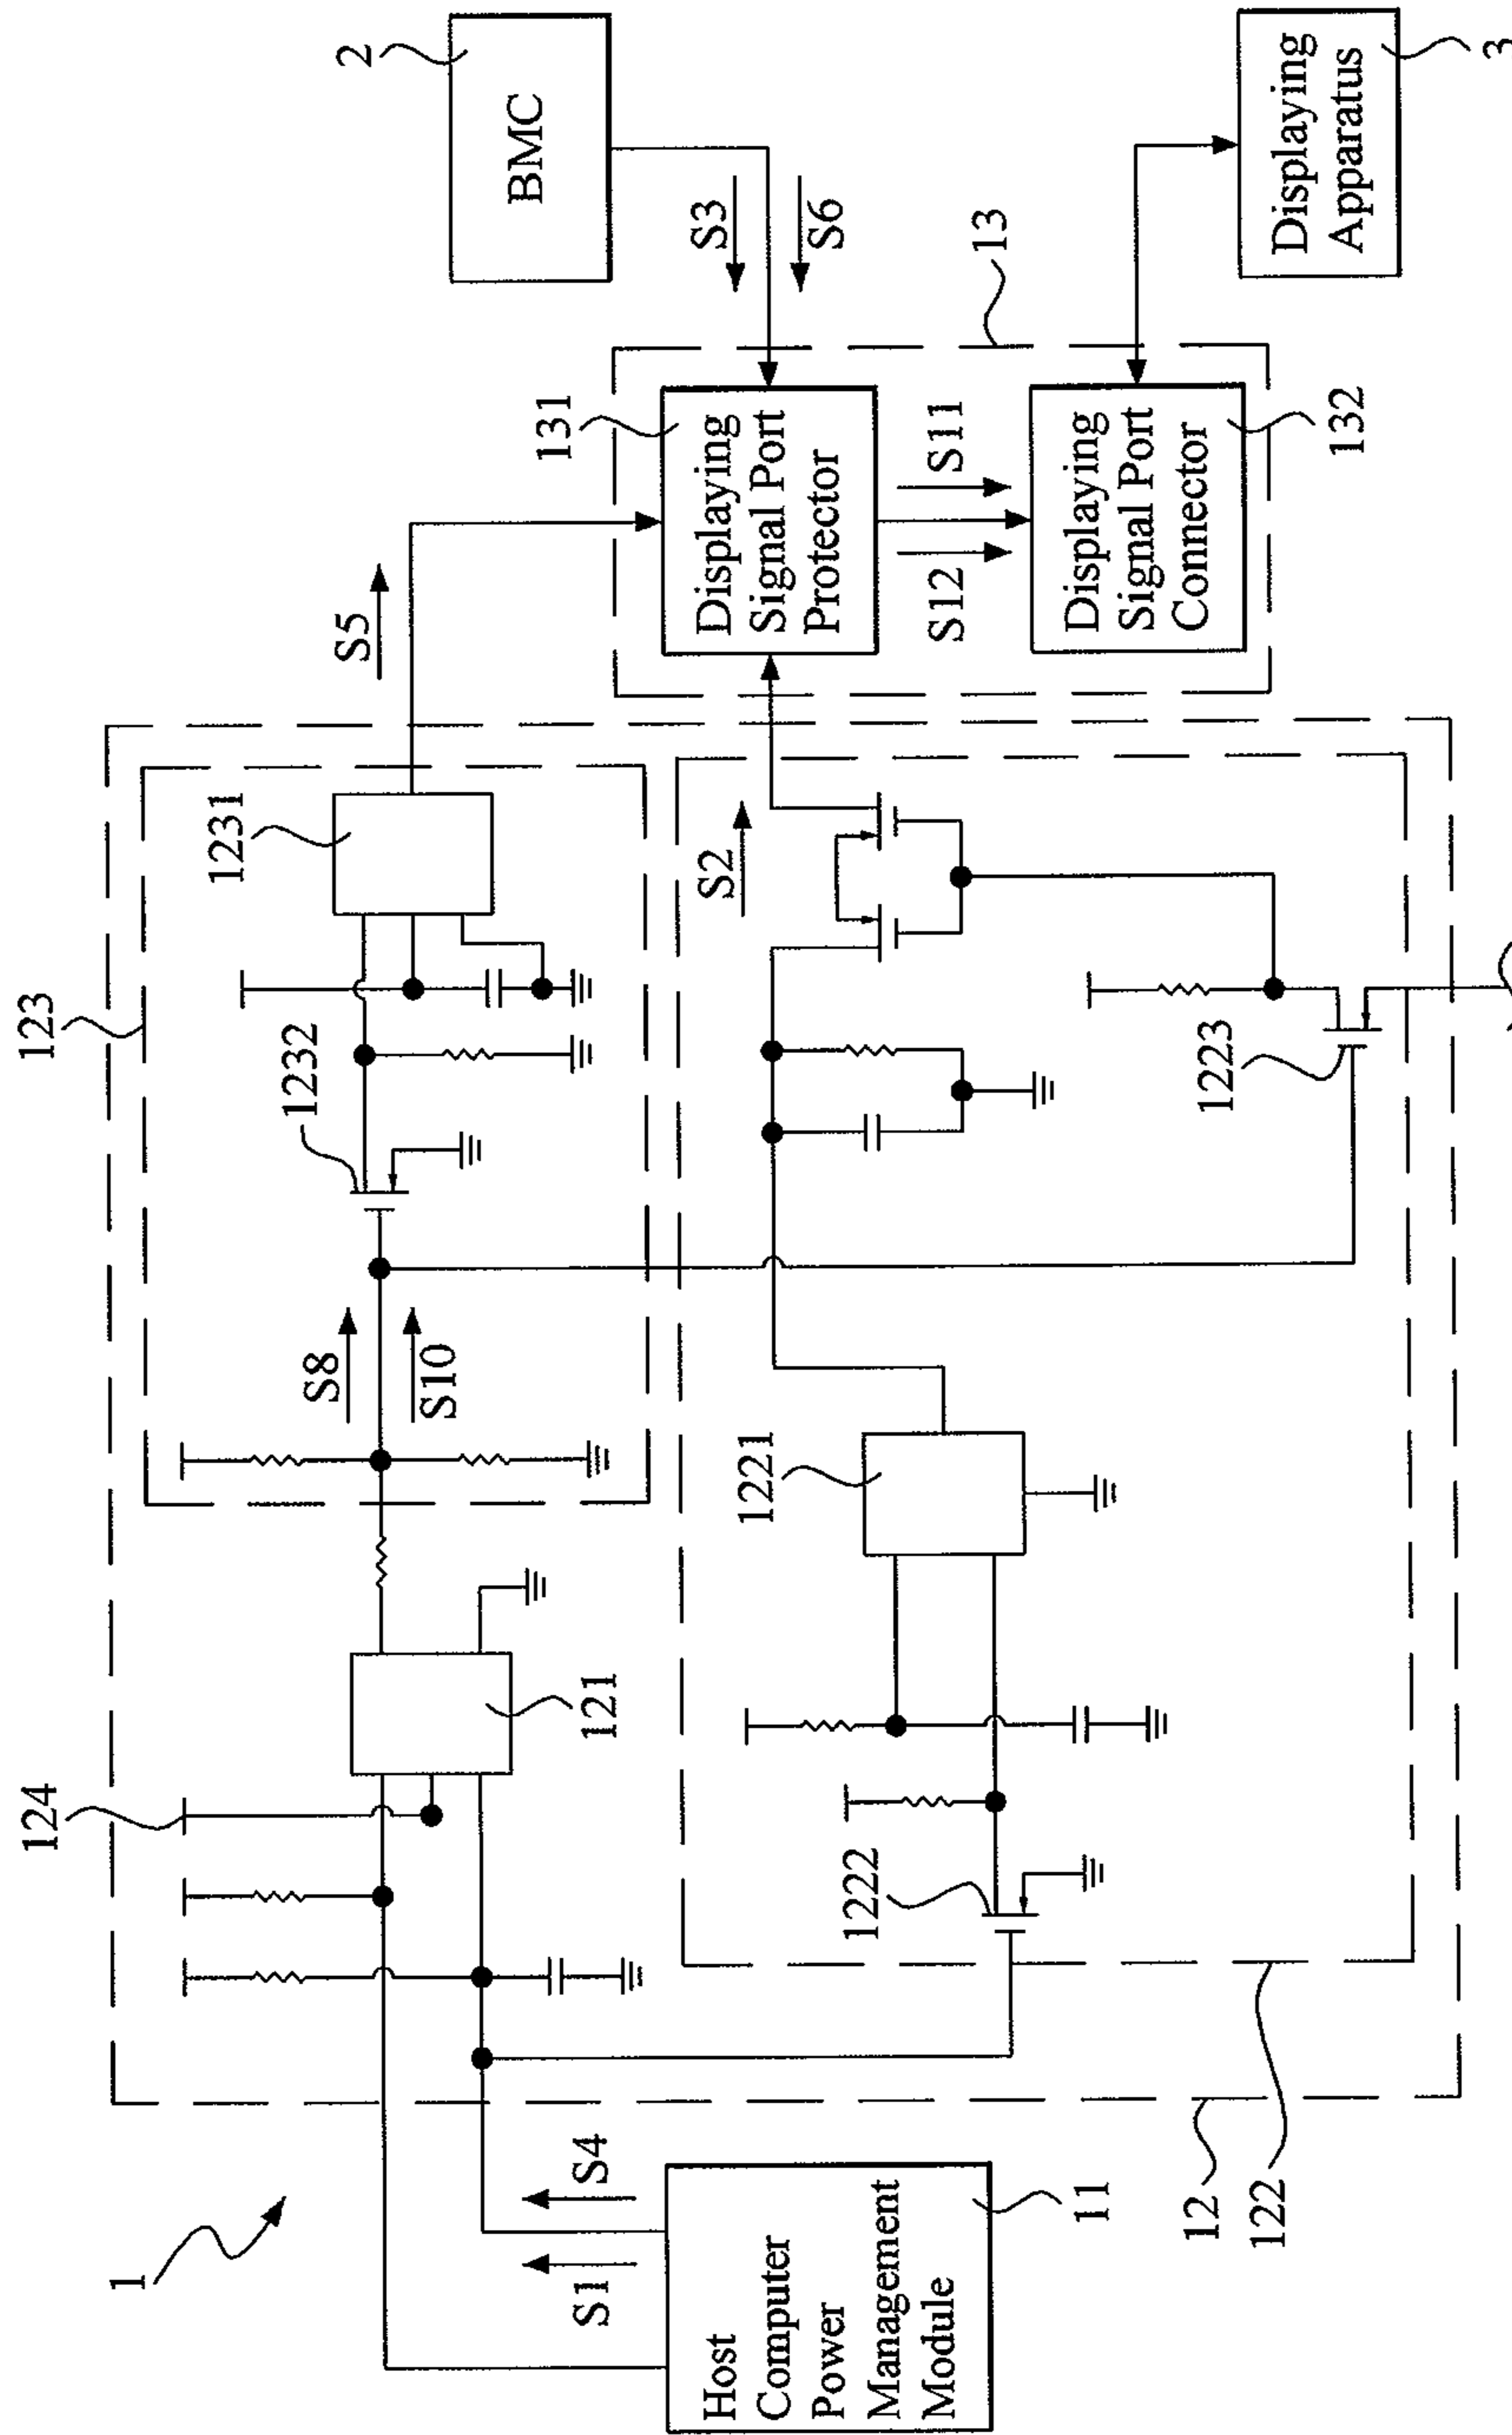 1
124
123
S5
2
BMC
1232
1231
S8
S10
131
S3
S6
121
S2
Displaying
Signal Port
Protector
13
S1
S4
1221
S12
S11
Host
Computer
Power
Management
Module
11
1222
Displaying
Signal Port
Connector
132
Displaying
Apparatus
3
12
122
1223